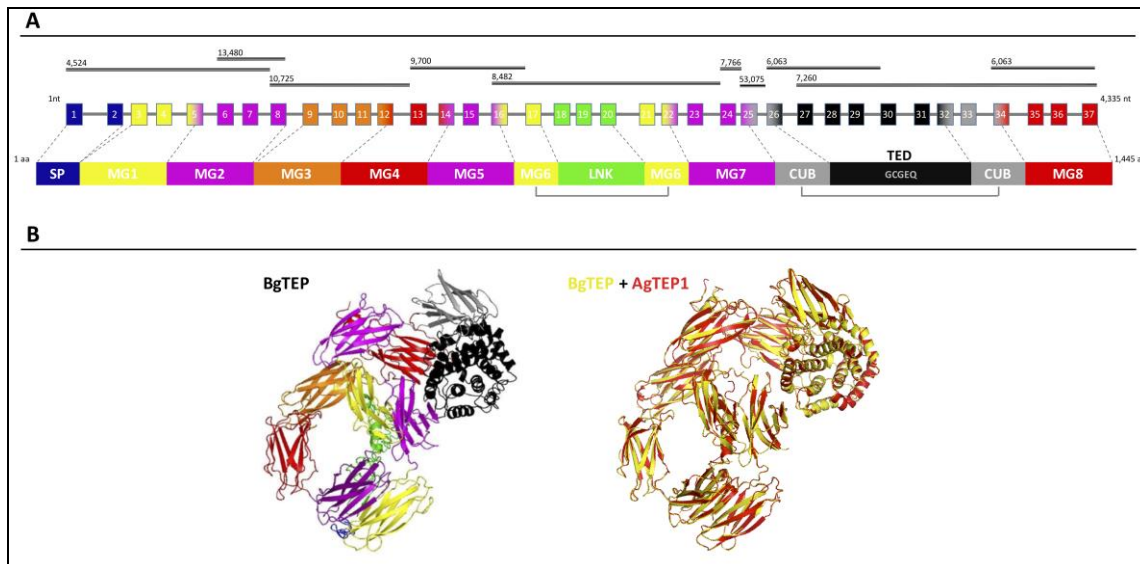 A
13,480
9,700
7,766
6,063
6,063
4,524
10,725
8,482
53,075
7,260
1nt
1 2 3 4 5 6 7 8 9 10 11 12 13 14 15 16 17 18 19 20 21 22 23 24 25 26 27 28 29 30 31 32 33 34 35 36 37
4,335 nt
1 aa
TED
1,445 a
SP MG1 MG2 MG3 MG4 MG5 MG6 LNK MG6 MG7 CUB GCGEQ CUB MG8
B
BgTEP
BgTEP + AgTEP1